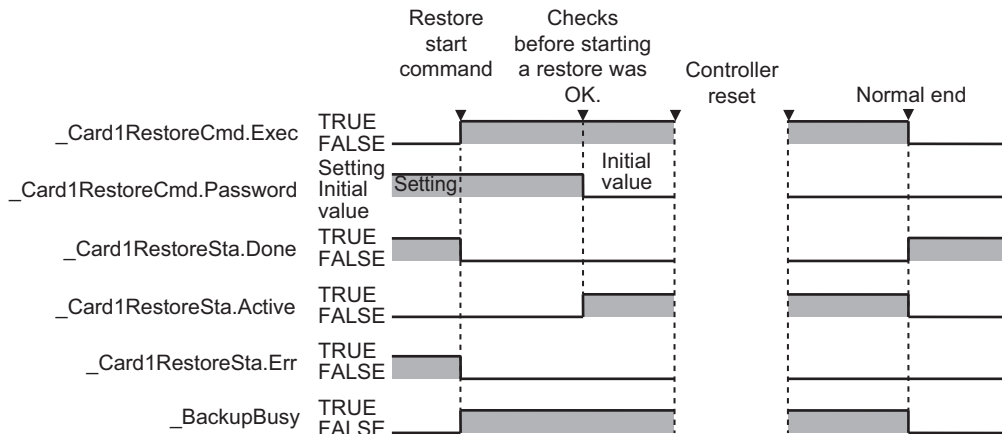 Restore
start
command
Checks
before starting
a restore was
OK.
Controller
reset
Normal end
_Card1RestoreCmd.Exec
TRUE
FALSE
_Card1RestoreCmd.Password
Setting
Initial
value
Setting
Initial
value
_Card1RestoreSta.Done
TRUE
FALSE
_Card1RestoreSta.Active
TRUE
FALSE
_Card1RestoreSta.Err
TRUE
FALSE
_BackupBusy
TRUE
FALSE